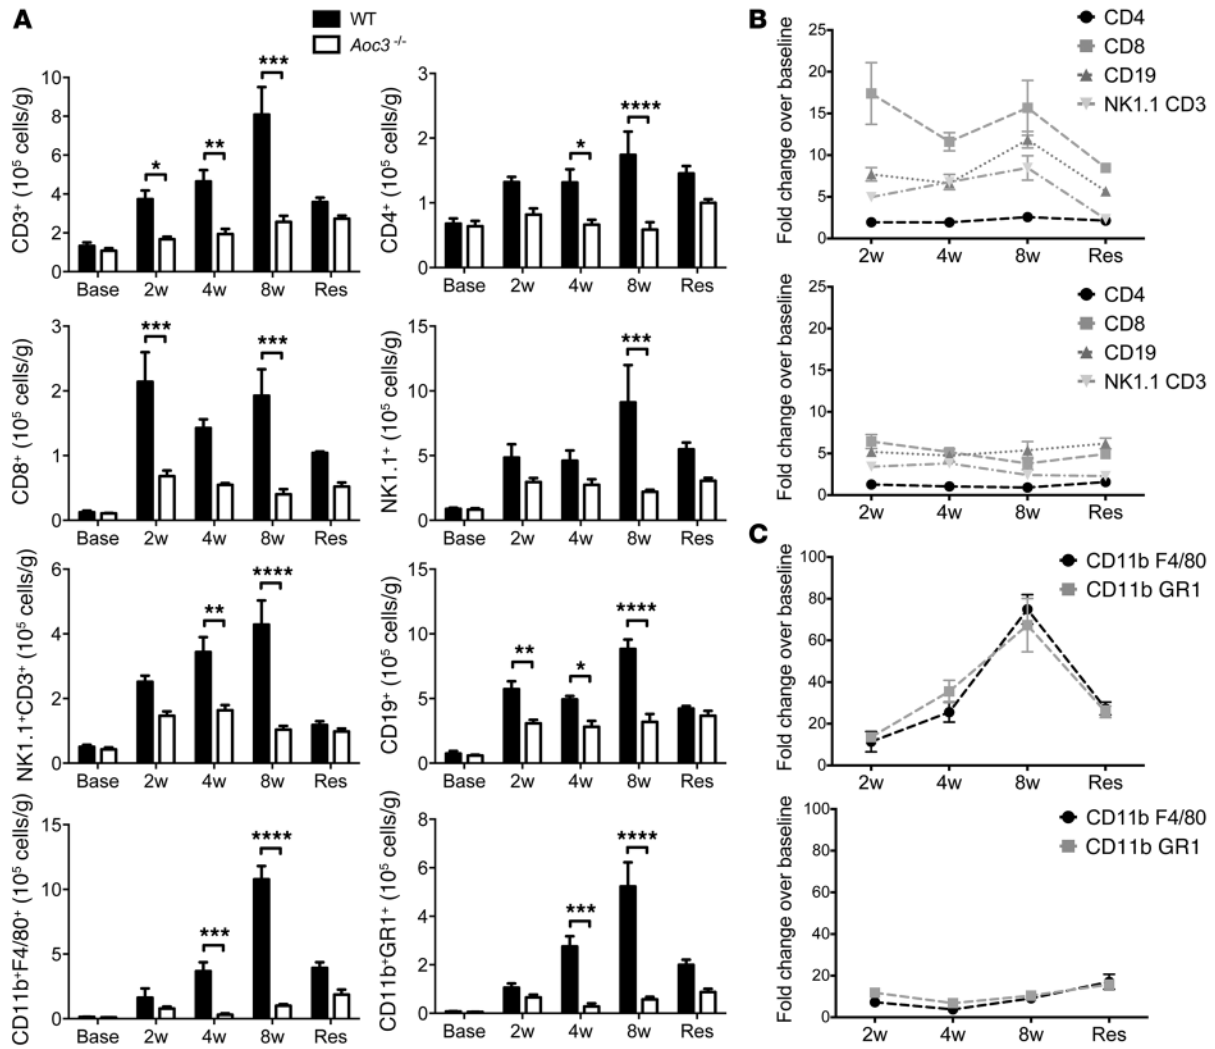 A
WT
Aoc3 -/-
CD3⁺ (10⁵ cells/g)
10
8
6
4
2
0
*
**
***
Base 2w 4w 8w Res
CD4⁺ (10⁵ cells/g)
3
2
1
0
*
****
Base 2w 4w 8w Res
CD8⁺ (10⁵ cells/g)
3
2
1
0
***
***
Base 2w 4w 8w Res
NK1.1⁺ (10⁵ cells/g)
15
10
5
0
***
Base 2w 4w 8w Res
NK1.1⁺CD3⁺ (10⁵ cells/g)
6
4
2
0
**
****
Base 2w 4w 8w Res
CD19⁺ (10⁵ cells/g)
15
10
5
0
**
*
****
Base 2w 4w 8w Res
CD11b⁺F4/80⁺ (10⁵ cells/g)
15
10
5
0
***
****
Base 2w 4w 8w Res
CD11b⁺GR1⁺ (10⁵ cells/g)
8
6
4
2
0
***
****
Base 2w 4w 8w Res
B
Fold change over baseline
25
20
15
10
5
0
CD4
CD8
CD19
NK1.1 CD3
2w 4w 8w Res
Fold change over baseline
25
20
15
10
5
0
CD4
CD8
CD19
NK1.1 CD3
2w 4w 8w Res
C
Fold change over baseline
100
80
60
40
20
0
CD11b F4/80
CD11b GR1
2w 4w 8w Res
Fold change over baseline
100
80
60
40
20
0
CD11b F4/80
CD11b GR1
2w 4w 8w Res